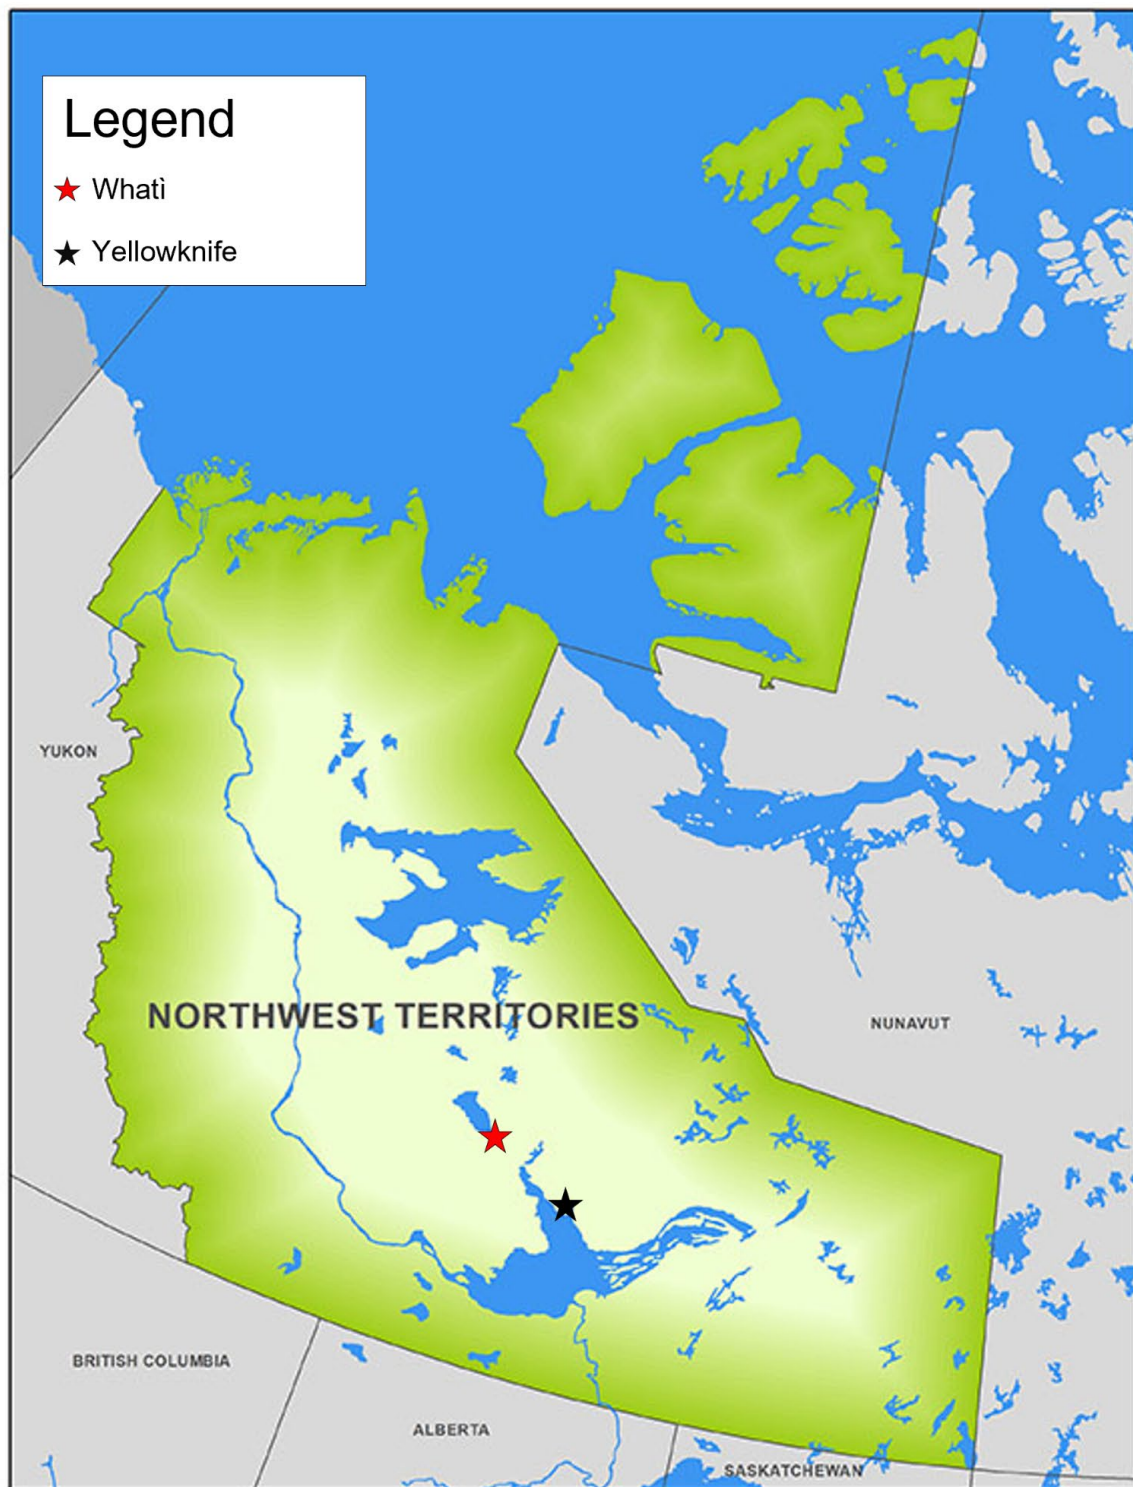 Legend
Whatì
Yellowknife
YUKON
NORTHWEST TERRITORIES
NUNAVUT
BRITISH COLUMBIA
ALBERTA
SASKATCHEWAN